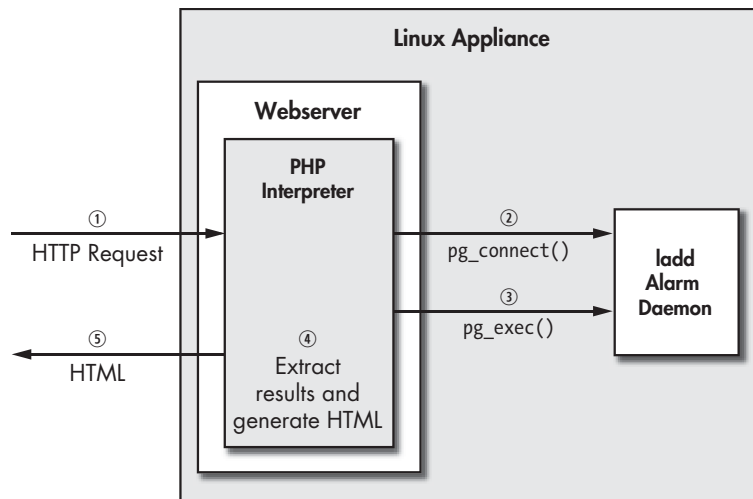 Linux Appliance
Webserver
PHP
Interpreter
①
HTTP Request
②
pg_connect()
③
pg_exec()
ladd
Alarm
Daemon
④
Extract
results and
generate HTML
⑤
HTML